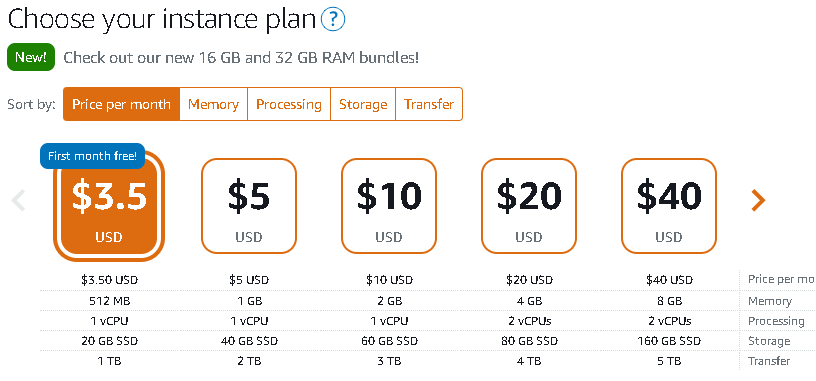 Choose your instance plan ?
New! Check out our new 16 GB and 32 GB RAM bundles!
Sort by: Price per month Memory Processing Storage Transfer
First month free!
$3.5 $5 $10 $20 $40
USD USD USD USD USD
$3.50 USD $5 USD $10 USD $20 USD $40 USD Price per mo
512 MB 1 GB 2 GB 4 GB 8 GB Memory
1 vCPU 1 vCPU 1 vCPU 2 vCPUs 2 vCPUs Processing
20 GB SSD 40 GB SSD 60 GB SSD 80 GB SSD 160 GB SSD Storage
1 TB 2 TB 3 TB 4 TB 5 TB Transfer